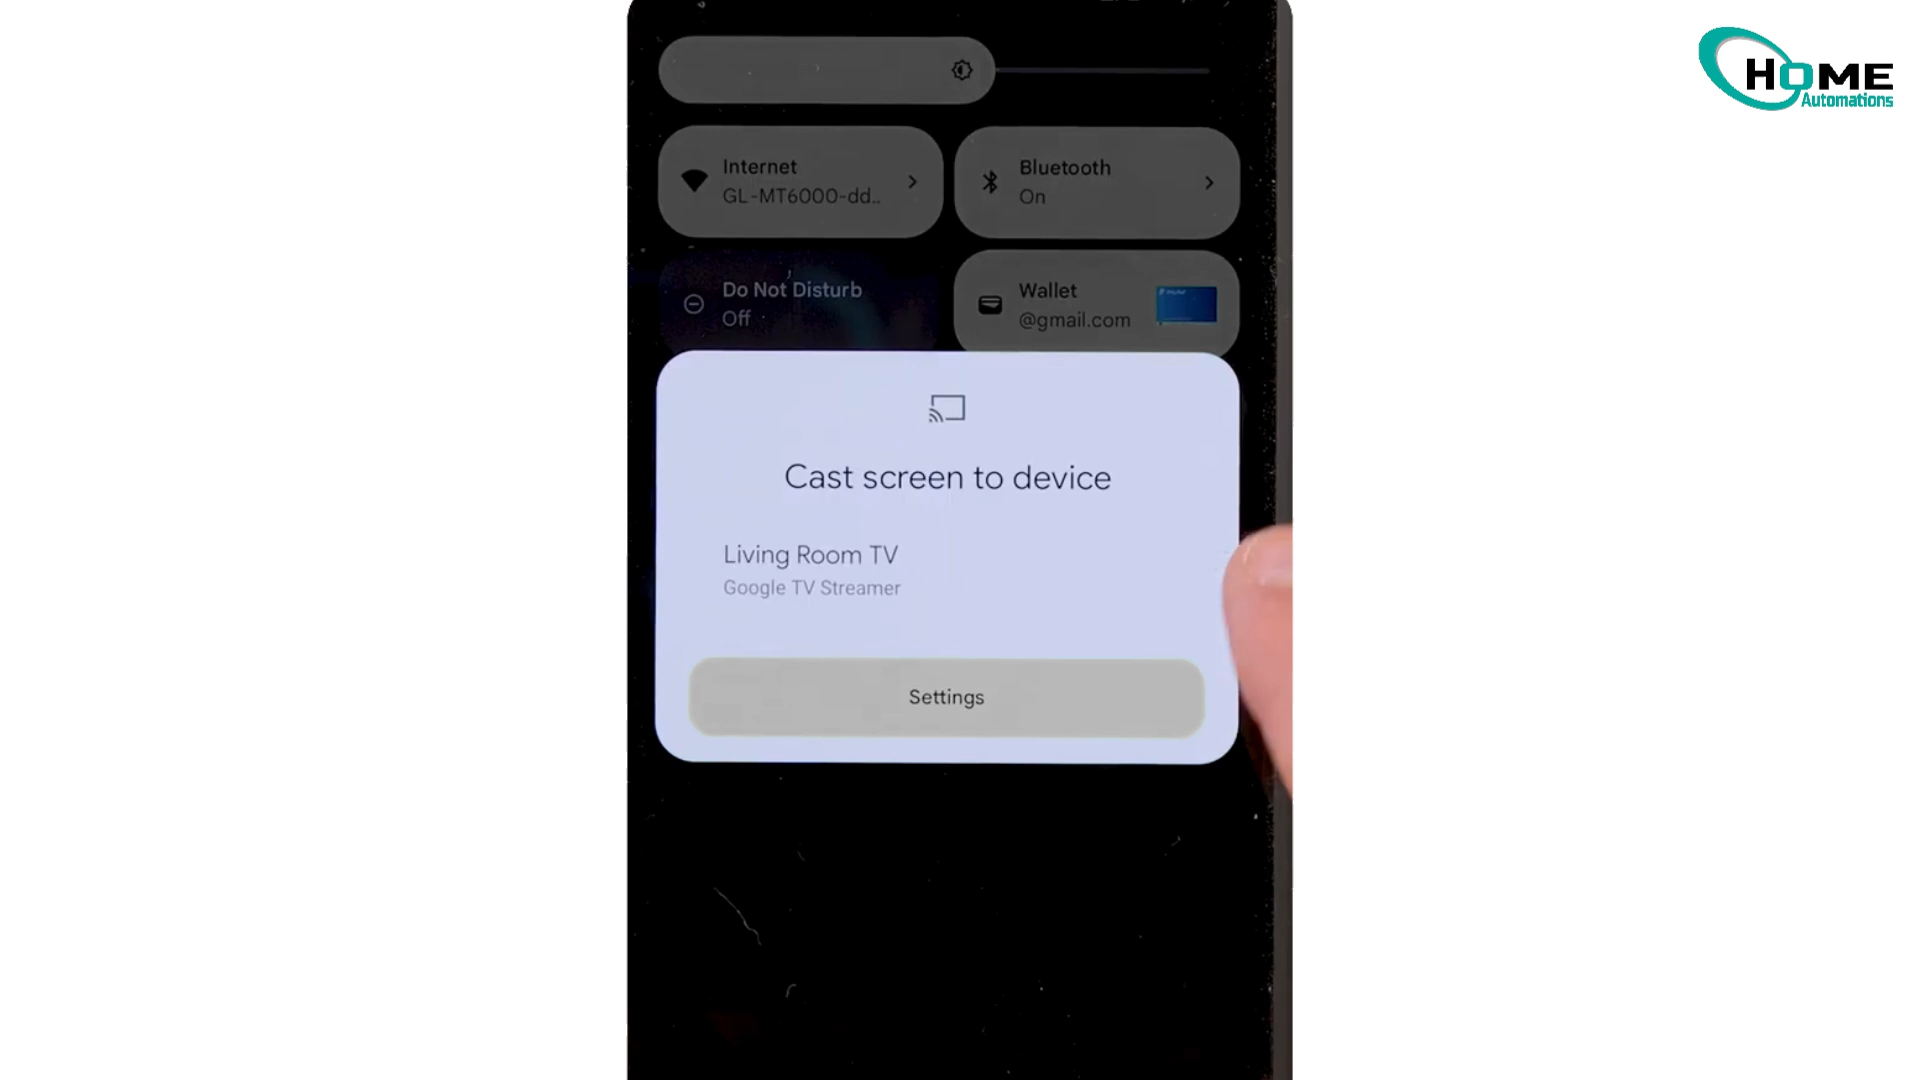 HOME
Automations
Internet
GL-MT6000-dd..
Bluetooth
On
Do Not Disturb
Off
Wallet
@gmail.com
Cast screen to device
Living Room TV
Google TV Streamer
Settings